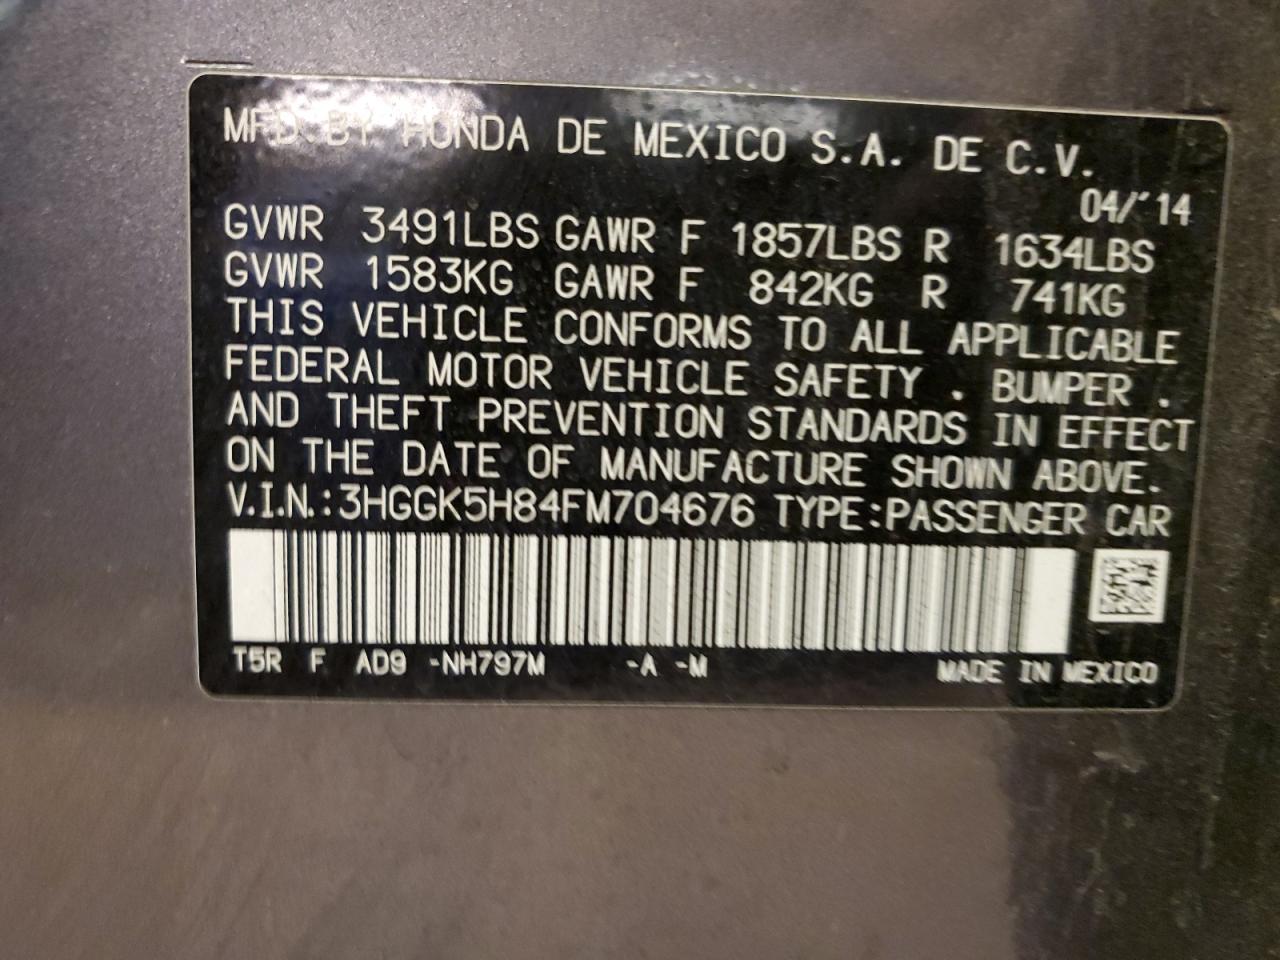 MFD. BY HONDA DE MEXICO S.A. DE C.V.
04/'14
GVWR 3491LBS GAWR F 1857LBS R 1634LBS
GVWR 1583KG GAWR F 842KG R 741KG
THIS VEHICLE CONFORMS TO ALL APPLICABLE
FEDERAL MOTOR VEHICLE SAFETY . BUMPER .
AND THEFT PREVENTION STANDARDS IN EFFECT
ON THE DATE OF MANUFACTURE SHOWN ABOVE.
V.I.N.:3HGGK5H84FM704676 TYPE:PASSENGER CAR
T5R F AD9 -NH797M -A -M MADE IN MEXICO